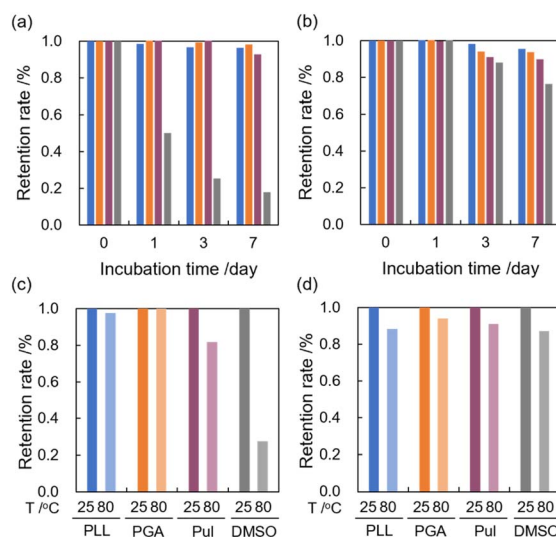 (a)
Retention rate /%
1.0
0.8
0.6
0.4
0.2
0.0
0 1 3 7
Incubation time /day
(b)
Retention rate /%
1.0
0.8
0.6
0.4
0.2
0.0
0 1 3 7
Incubation time /day
(c)
Retention rate /%
1.0
0.8
0.6
0.4
0.2
0.0
T /°C 25 80 25 80 25 80 25 80
PLL PGA Pul DMSO
(d)
Retention rate /%
1.0
0.8
0.6
0.4
0.2
0.0
T /°C 25 80 25 80 25 80 25 80
PLL PGA Pul DMSO